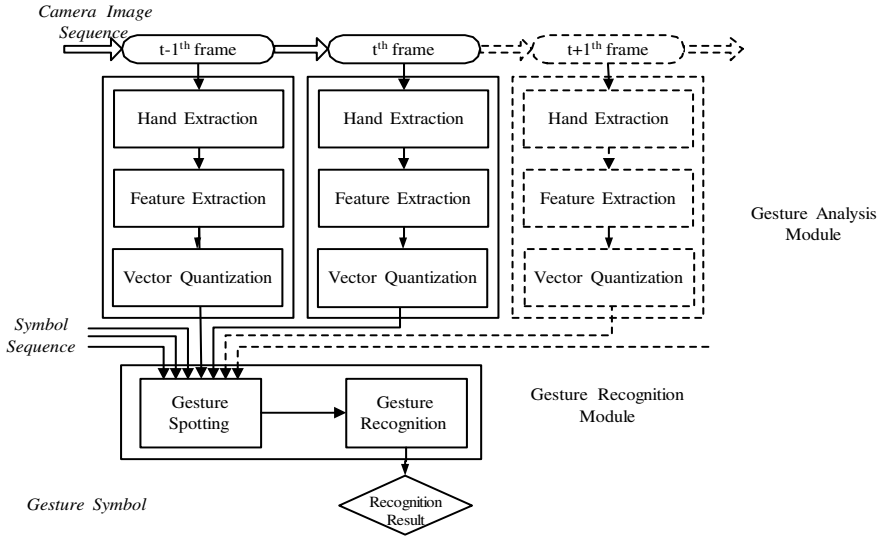 Camera Image
Sequence
t-1th frame
tth frame
t+1th frame
Hand Extraction
Hand Extraction
Hand Extraction
Feature Extraction
Feature Extraction
Feature Extraction
Gesture Analysis
Module
Vector Quantization
Vector Quantization
Vector Quantization
Symbol
Sequence
Gesture
Spotting
Gesture
Recognition
Gesture Recognition
Module
Gesture Symbol
Recognition
Result